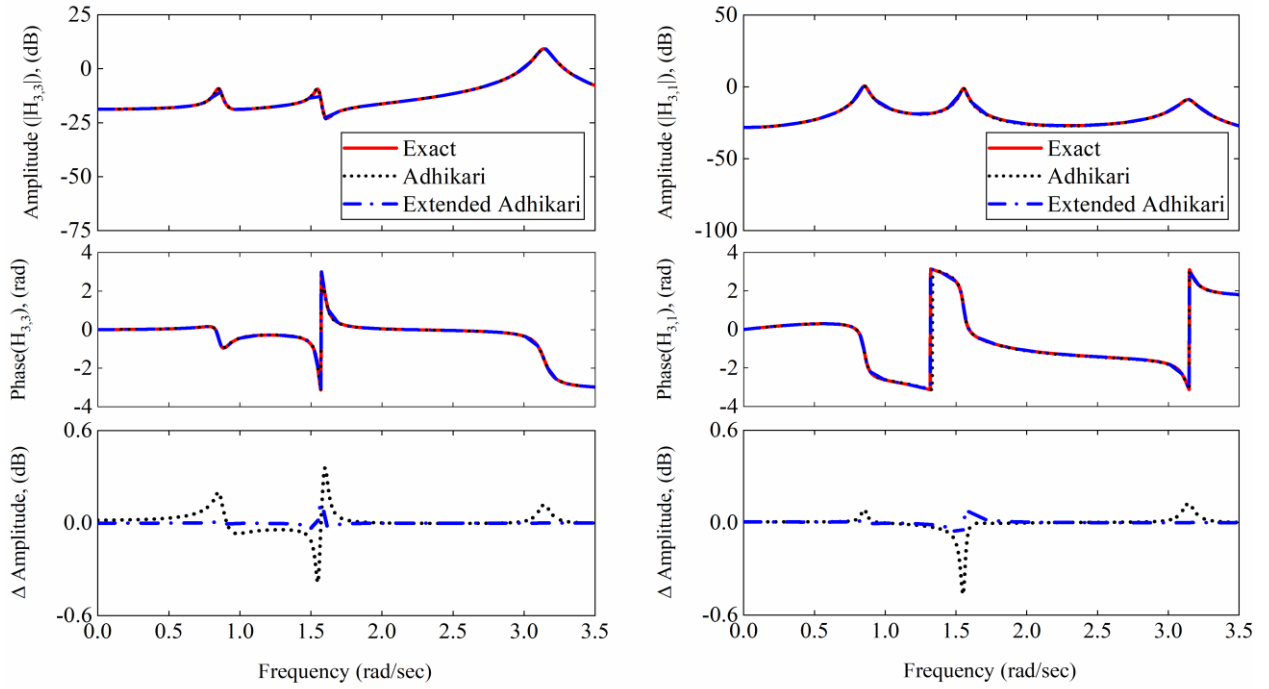 25
0
-25
-50
-75
Amplitude (|H3,3|), (dB)
Exact
Adhikari
Extended Adhikari
4
2
0
-2
-4
Phase(H3,3), (rad)
0.6
0.0
-0.6
Δ Amplitude, (dB)
0.0 0.5 1.0 1.5 2.0 2.5 3.0 3.5
Frequency (rad/sec)
50
0
-50
-100
Amplitude (|H3,1|), (dB)
Exact
Adhikari
Extended Adhikari
4
2
0
-2
-4
Phase(H3,1), (rad)
0.6
0.0
-0.6
Δ Amplitude, (dB)
0.0 0.5 1.0 1.5 2.0 2.5 3.0 3.5
Frequency (rad/sec)